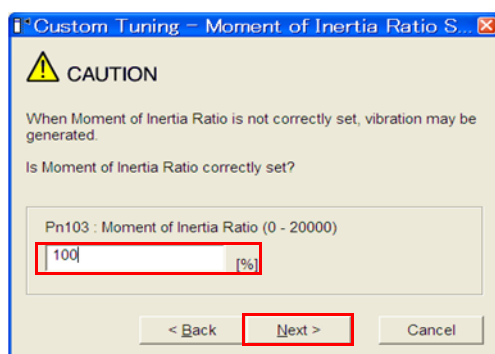 Custom Tuning - Moment of Inertia Ratio S...
CAUTION
When Moment of Inertia Ratio is not correctly set, vibration may be
generated.
Is Moment of Inertia Ratio correctly set?
Pn103 : Moment of Inertia Ratio (0 - 20000)
100 [%]
< Back Next > Cancel